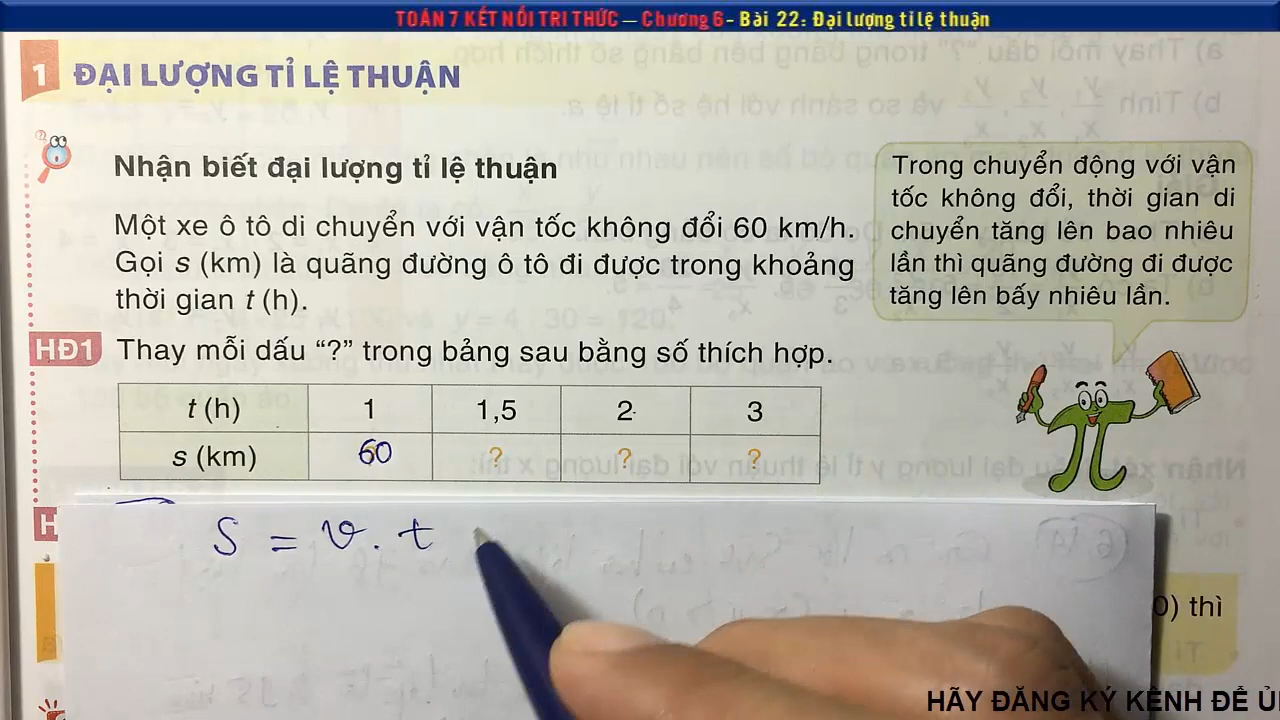 TOÁN 7 KẾT NỐI TRI THỨC – Chương 6- Bài 22: Đại lượng tỉ lệ thuận
1 ĐẠI LƯỢNG TỈ LỆ THUẬN
Nhận biết đại lượng tỉ lệ thuận
Một xe ô tô di chuyển với vận tốc không đổi 60 km/h.
Gọi s (km) là quãng đường ô tô đi được trong khoảng
thời gian t (h).
Trong chuyển động với vận
tốc không đổi, thời gian di
chuyển tăng lên bao nhiêu
lần thì quãng đường đi được
tăng lên bấy nhiêu lần.
HĐ1 Thay mỗi dấu “?” trong bảng sau bằng số thích hợp.
t (h) 1 1,5 2 3
s (km) 60 ? ? ?
S = v . t
0) thì
HÃY ĐĂNG KÝ KÊNH ĐỂ ỦN